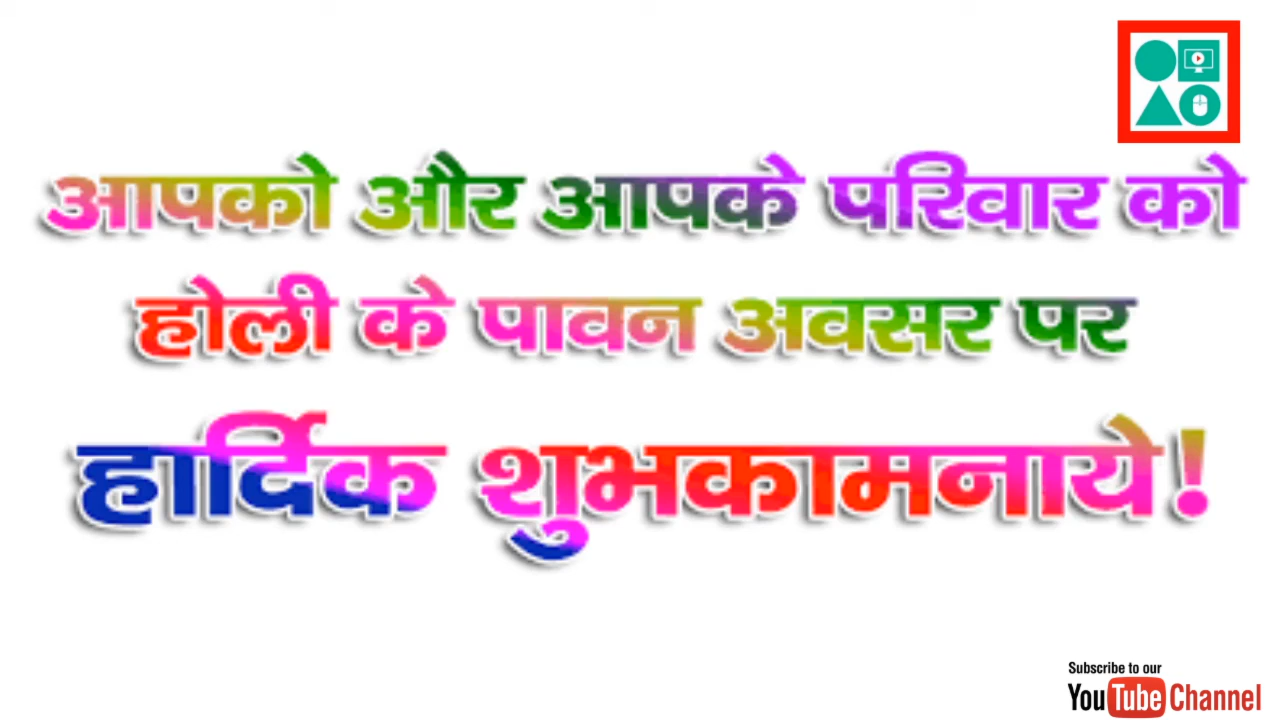 आपको और आपके परिवार को
होली के पावन अवसर पर
हार्दिक शुभकामनाये!
Subscribe to our
YouTube Channel